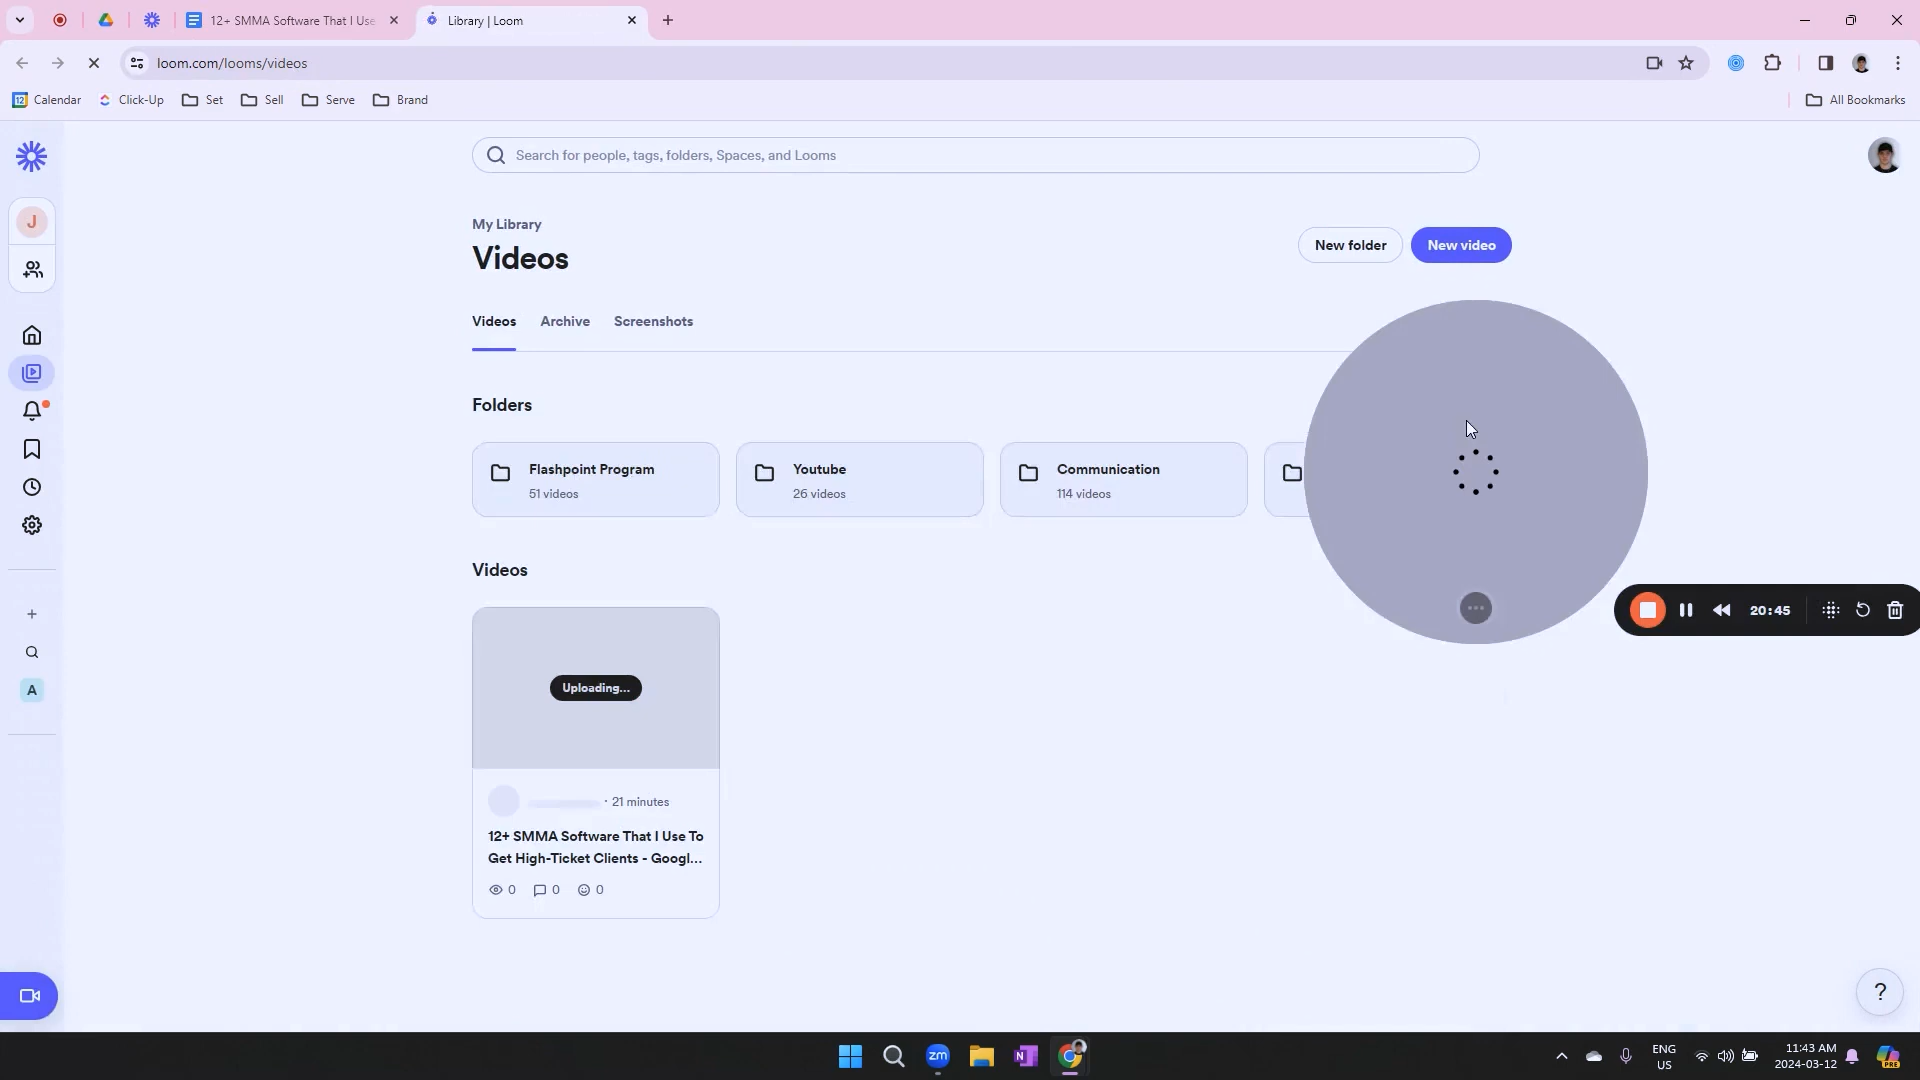 12+ SMMA Software That I Use
Library | Loom
loom.com/looms/videos
Calendar
Click-Up
Set
Sell
Serve
Brand
All Bookmarks
Search for people, tags, folders, Spaces, and Looms
J
My Library
Videos
New folder
New video
Videos
Archive
Screenshots
Folders
Flashpoint Program
51 videos
Youtube
26 videos
Communication
114 videos
Videos
Uploading...
20:45
A
· 21 minutes
12+ SMMA Software That I Use To
Get High-Ticket Clients - Googl...
0 0 0
?
zm
N
ENG
US
11:43 AM
2024-03-12
PRE